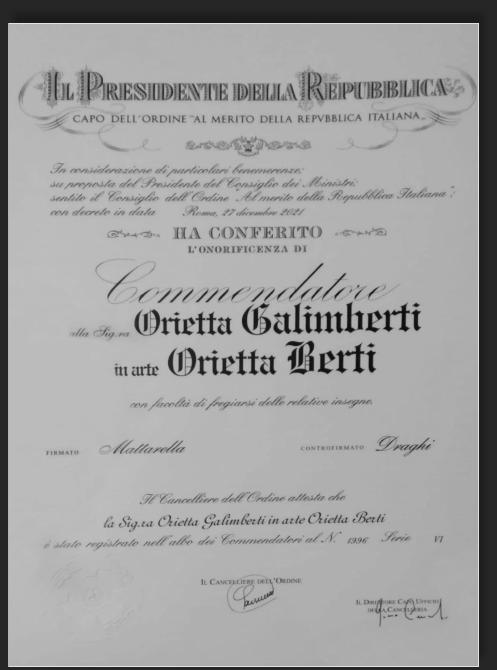 IL PRESIDENTE DELLA REPUBBLICA
CAPO DELL'ORDINE "AL MERITO DELLA REPVBBLICA ITALIANA„
In considerazione di particolari benemerenze;
su proposta del Presidente del Consiglio dei Ministri;
sentito il Consiglio dell'Ordine "Al merito della Repubblica Italiana";
con decreto in data Roma, 27 dicembre 2021
HA CONFERITO
L'ONORIFICENZA DI
Commendatore
alla Sig.ra Orietta Galimberti
in arte Orietta Berti
con facoltà di fregiarsi delle relative insegne.
FIRMATO Mattarella CONTROFIRMATO Draghi
Il Cancelliere dell'Ordine attesta che
la Sig.ra Orietta Galimberti in arte Orietta Berti
è stato registrato nell'albo dei Commendatori al N. 1996 Serie VI
IL CANCELLIERE DELL'ORDINE
IL DIRETTORE CAPO UFFICIO
DELLA CANCELLERIA